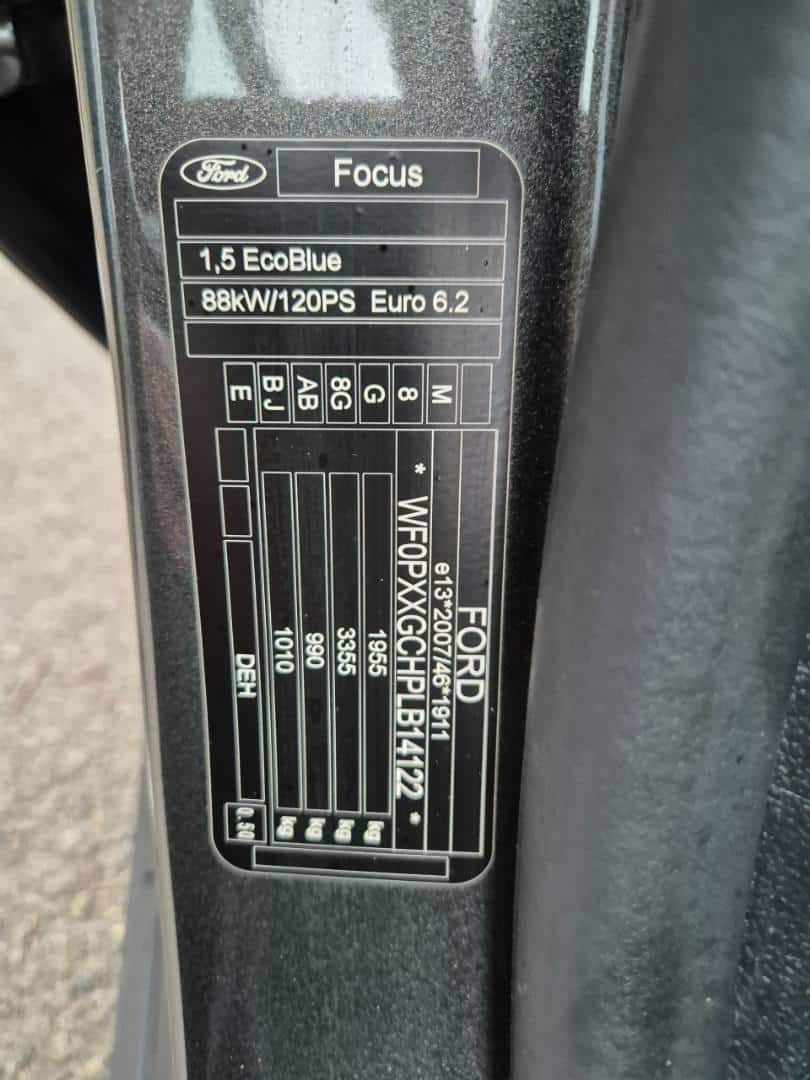 Ford
Focus
1,5 EcoBlue
88kW/120PS Euro 6.2
M
8
G
8G
AB
BJ
E
FORD
e13*2007/46*1911
* WF0PXXGCHPLB14122 *
1955 kg
3355 kg
990 kg
1010 kg
DEH 0.50